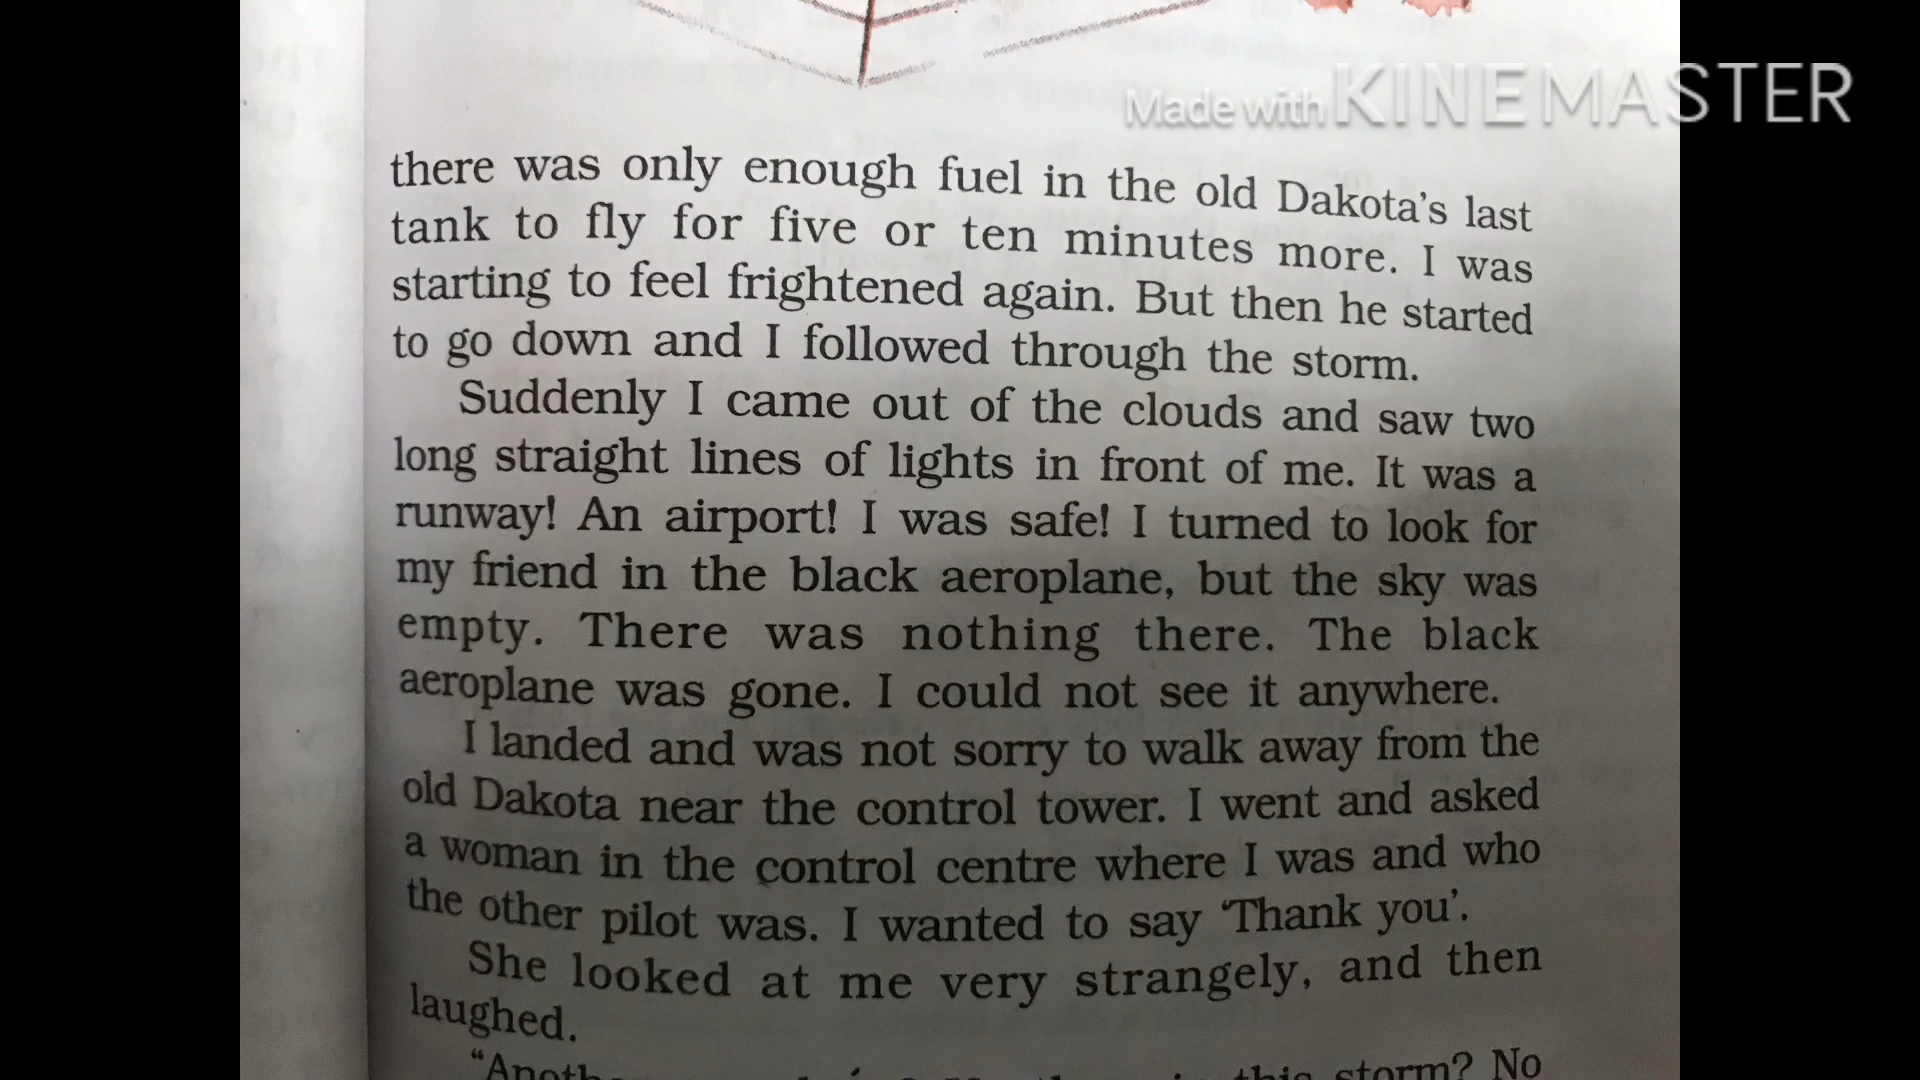 Made with KINEMASTER
there was only enough fuel in the old Dakota's last
tank to fly for five or ten minutes more. I was
starting to feel frightened again. But then he started
to go down and I followed through the storm.
Suddenly I came out of the clouds and saw two
long straight lines of lights in front of me. It was a
runway! An airport! I was safe! I turned to look for
my friend in the black aeroplane, but the sky was
empty. There was nothing there. The black
aeroplane was gone. I could not see it anywhere.
I landed and was not sorry to walk away from the
old Dakota near the control tower. I went and asked
a woman in the control centre where I was and who
the other pilot was. I wanted to say 'Thank you'.
She looked at me very strangely, and then
laughed.
this storm? No